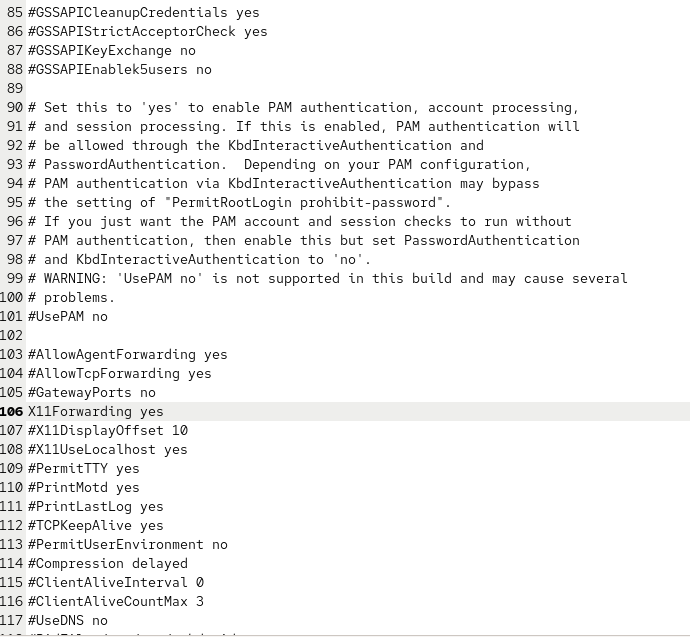 85 #GSSAPICleanupCredentials yes
86 #GSSAPIStrictAcceptorCheck yes
87 #GSSAPIKeyExchange no
88 #GSSAPIEnablek5users no
89
90 # Set this to 'yes' to enable PAM authentication, account processing,
91 # and session processing. If this is enabled, PAM authentication will
92 # be allowed through the KbdInteractiveAuthentication and
93 # PasswordAuthentication.  Depending on your PAM configuration,
94 # PAM authentication via KbdInteractiveAuthentication may bypass
95 # the setting of "PermitRootLogin prohibit-password".
96 # If you just want the PAM account and session checks to run without
97 # PAM authentication, then enable this but set PasswordAuthentication
98 # and KbdInteractiveAuthentication to 'no'.
99 # WARNING: 'UsePAM no' is not supported in this build and may cause several
100 # problems.
101 #UsePAM no
102
103 #AllowAgentForwarding yes
104 #AllowTcpForwarding yes
105 #GatewayPorts no
106 X11Forwarding yes
107 #X11DisplayOffset 10
108 #X11UseLocalhost yes
109 #PermitTTY yes
110 #PrintMotd yes
111 #PrintLastLog yes
112 #TCPKeepAlive yes
113 #PermitUserEnvironment no
114 #Compression delayed
115 #ClientAliveInterval 0
116 #ClientAliveCountMax 3
117 #UseDNS no